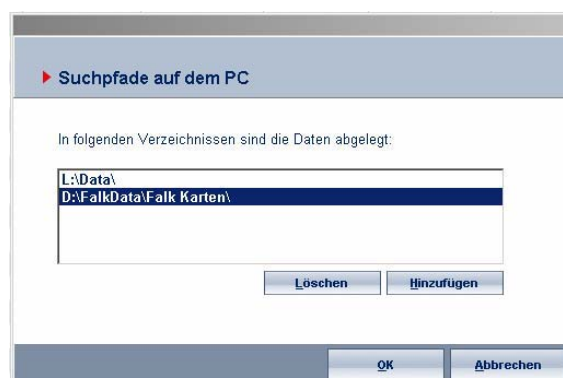 Suchpfade auf dem PC
In folgenden Verzeichnissen sind die Daten abgelegt:
L:\Data\
D:\FalkData\Falk Karten\
Löschen Hinzufügen
OK Abbrechen